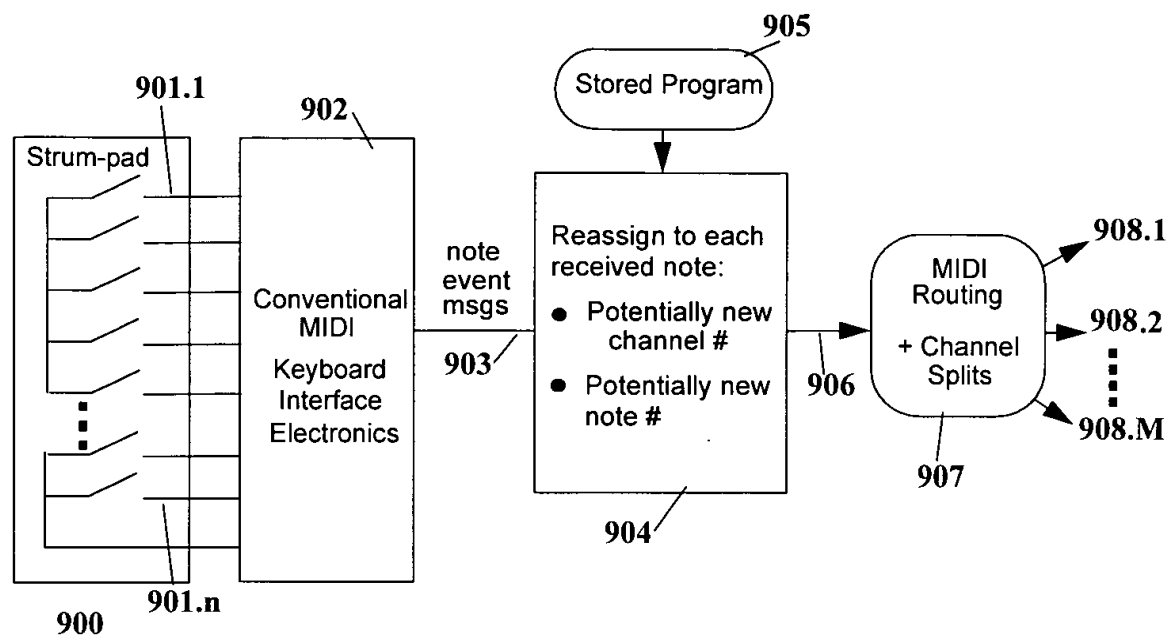 905
Stored Program
901.1
902
Strum-pad
Conventional
MIDI
Keyboard
Interface
Electronics
note
event
msgs
903
Reassign to each
received note:
● Potentially new
channel #
● Potentially new
note #
904
906
MIDI
Routing
+ Channel
Splits
907
908.1
908.2
908.M
901.n
900